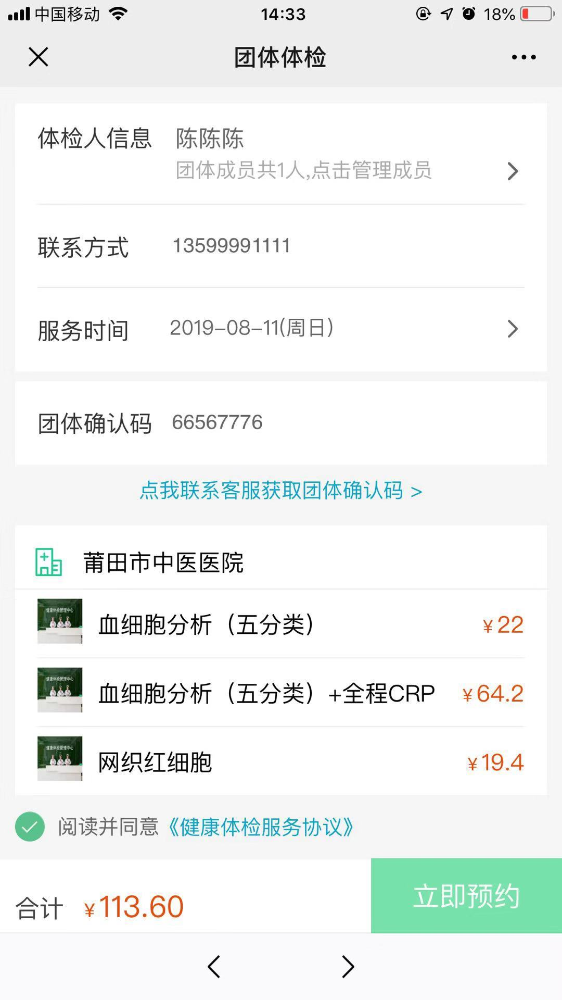 中国移动 14:33 18%
团体体检
体检人信息 陈陈陈
团体成员共1人,点击管理成员
联系方式 13599991111
服务时间 2019-08-11(周日)
团体确认码 66567776
点我联系客服获取团体确认码 >
莆田市中医医院
健康体检管理中心
血细胞分析（五分类） ¥22
健康体检管理中心
血细胞分析（五分类）+全程CRP ¥64.2
健康体检管理中心
网织红细胞 ¥19.4
阅读并同意《健康体检服务协议》
合计 ¥113.60 立即预约